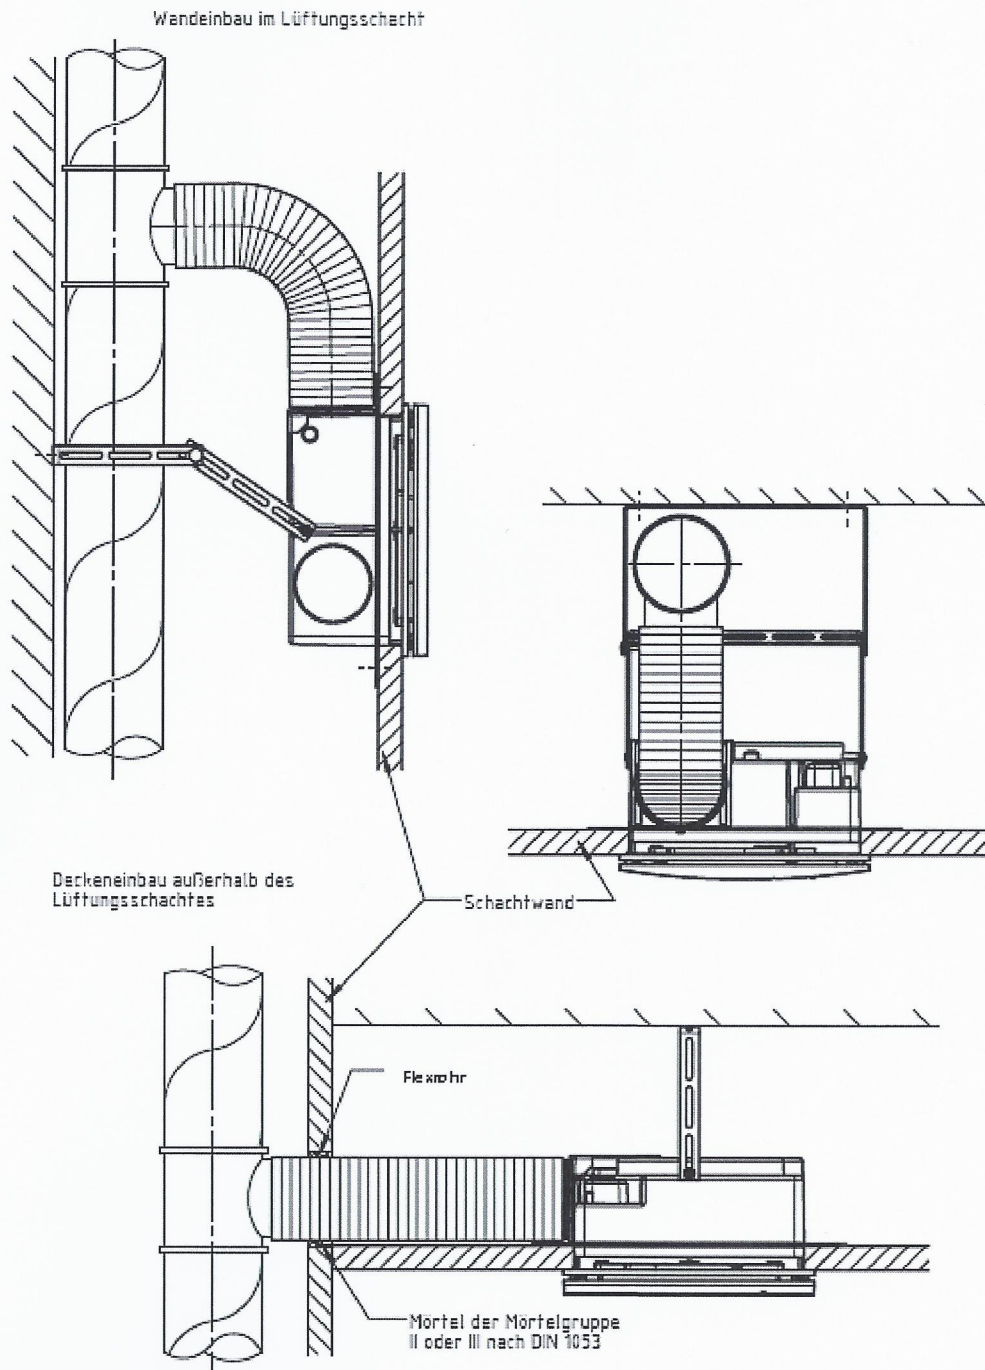 Wandeinbau im Lüftungsschacht
Deckeneinbau außerhalb des
Lüftungsschachtes
Schachtwand
Flexrohr
Mörtel der Mörtelgruppe
II oder III nach DIN 1053